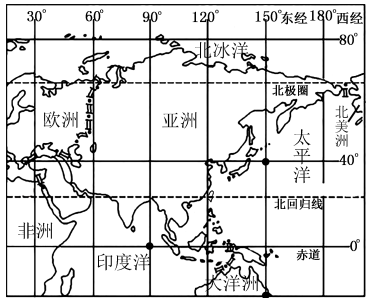 30° 60° 90° 120° 150° 东经 180° 西经
北冰洋
80°
北极圈
欧洲
亚洲
太平洋
北美洲
40°
北回归线
非洲
印度洋
赤道
0°
大洋洲